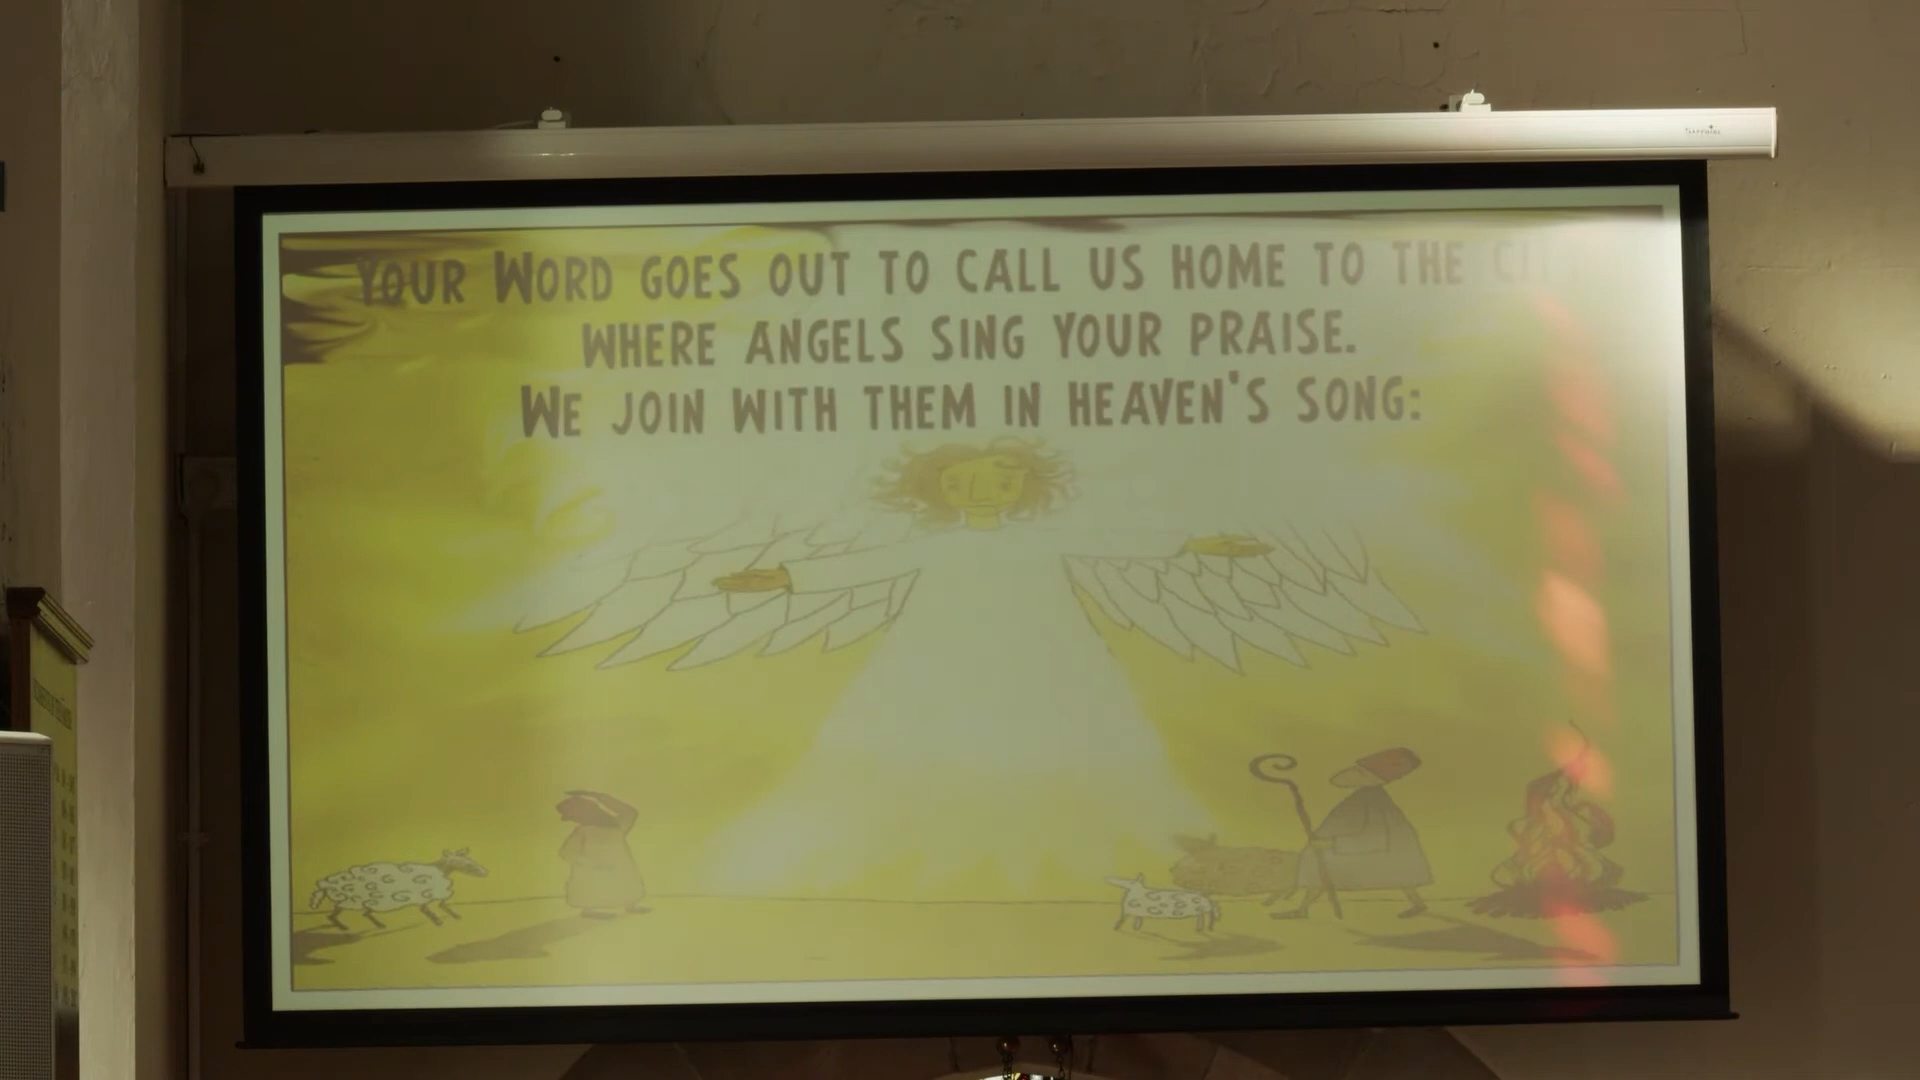 SAPPHIRE
YOUR WORD GOES OUT TO CALL US HOME TO THE
WHERE ANGELS SING YOUR PRAISE.
WE JOIN WITH THEM IN HEAVEN'S SONG: